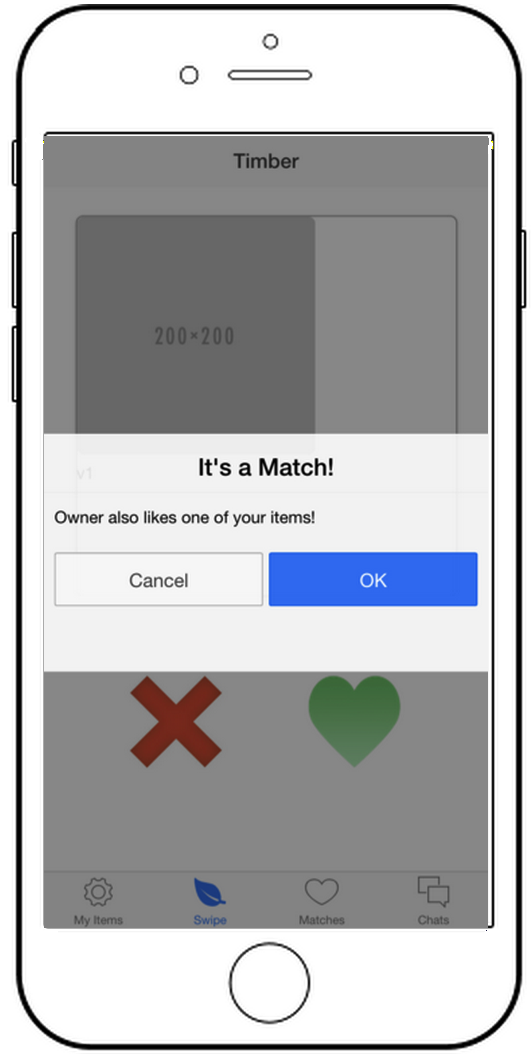 Timber
200×200
v1
It's a Match!
Owner also likes one of your items!
Cancel
OK
My Items
Swipe
Matches
Chats